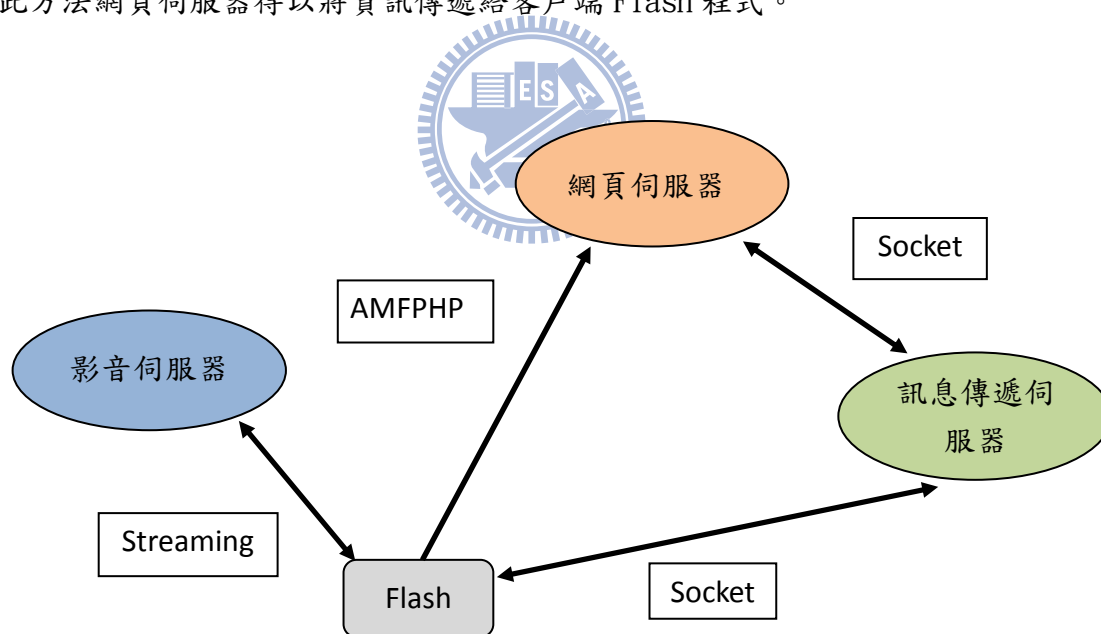 此方法網頁伺服器得以將資訊傳遞給客戶端 Flash 程式。
E S A
網頁伺服器
Socket
AMFPHP
影音伺服器
訊息傳遞伺
服器
Streaming
Flash
Socket